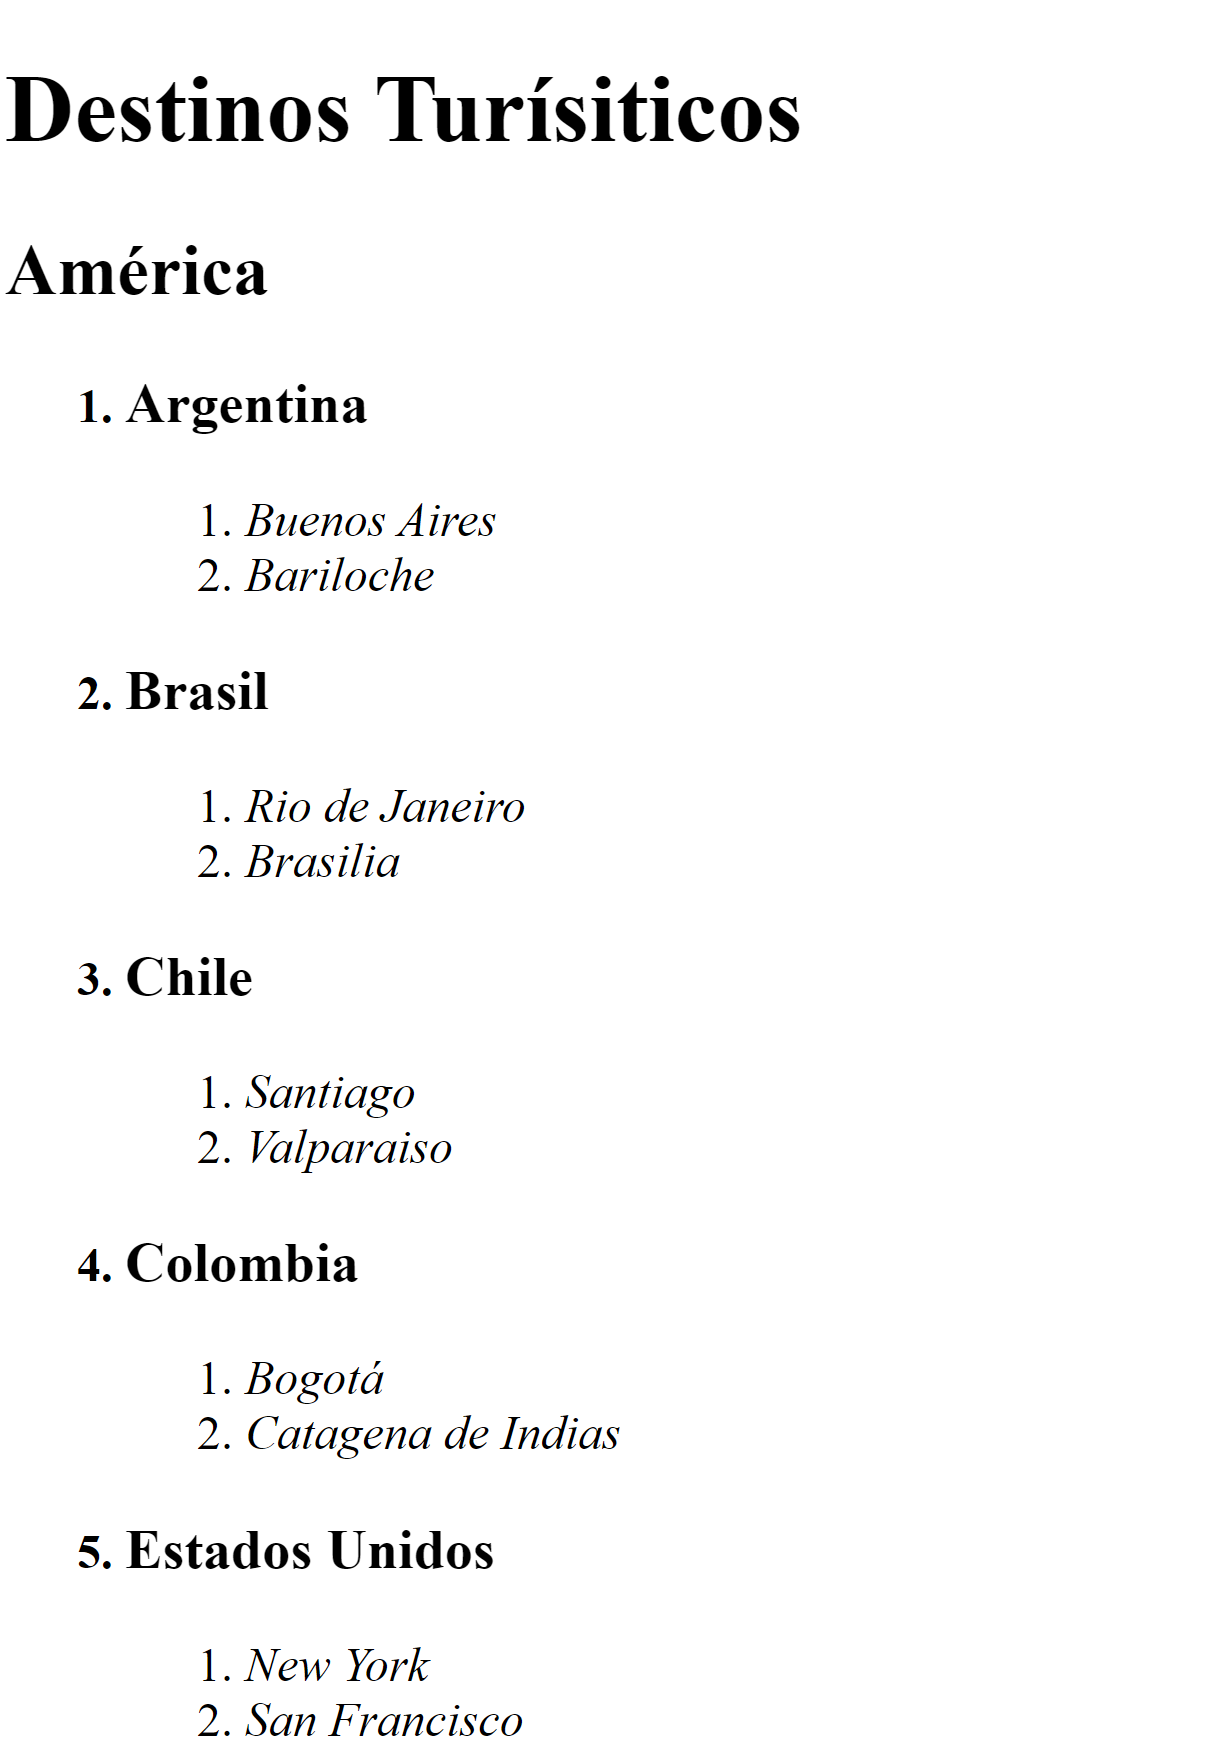 Destinos Turísiticos
América
1. Argentina
1. Buenos Aires
2. Bariloche
2. Brasil
1. Rio de Janeiro
2. Brasilia
3. Chile
1. Santiago
2. Valparaiso
4. Colombia
1. Bogotá
2. Catagena de Indias
5. Estados Unidos
1. New York
2. San Francisco